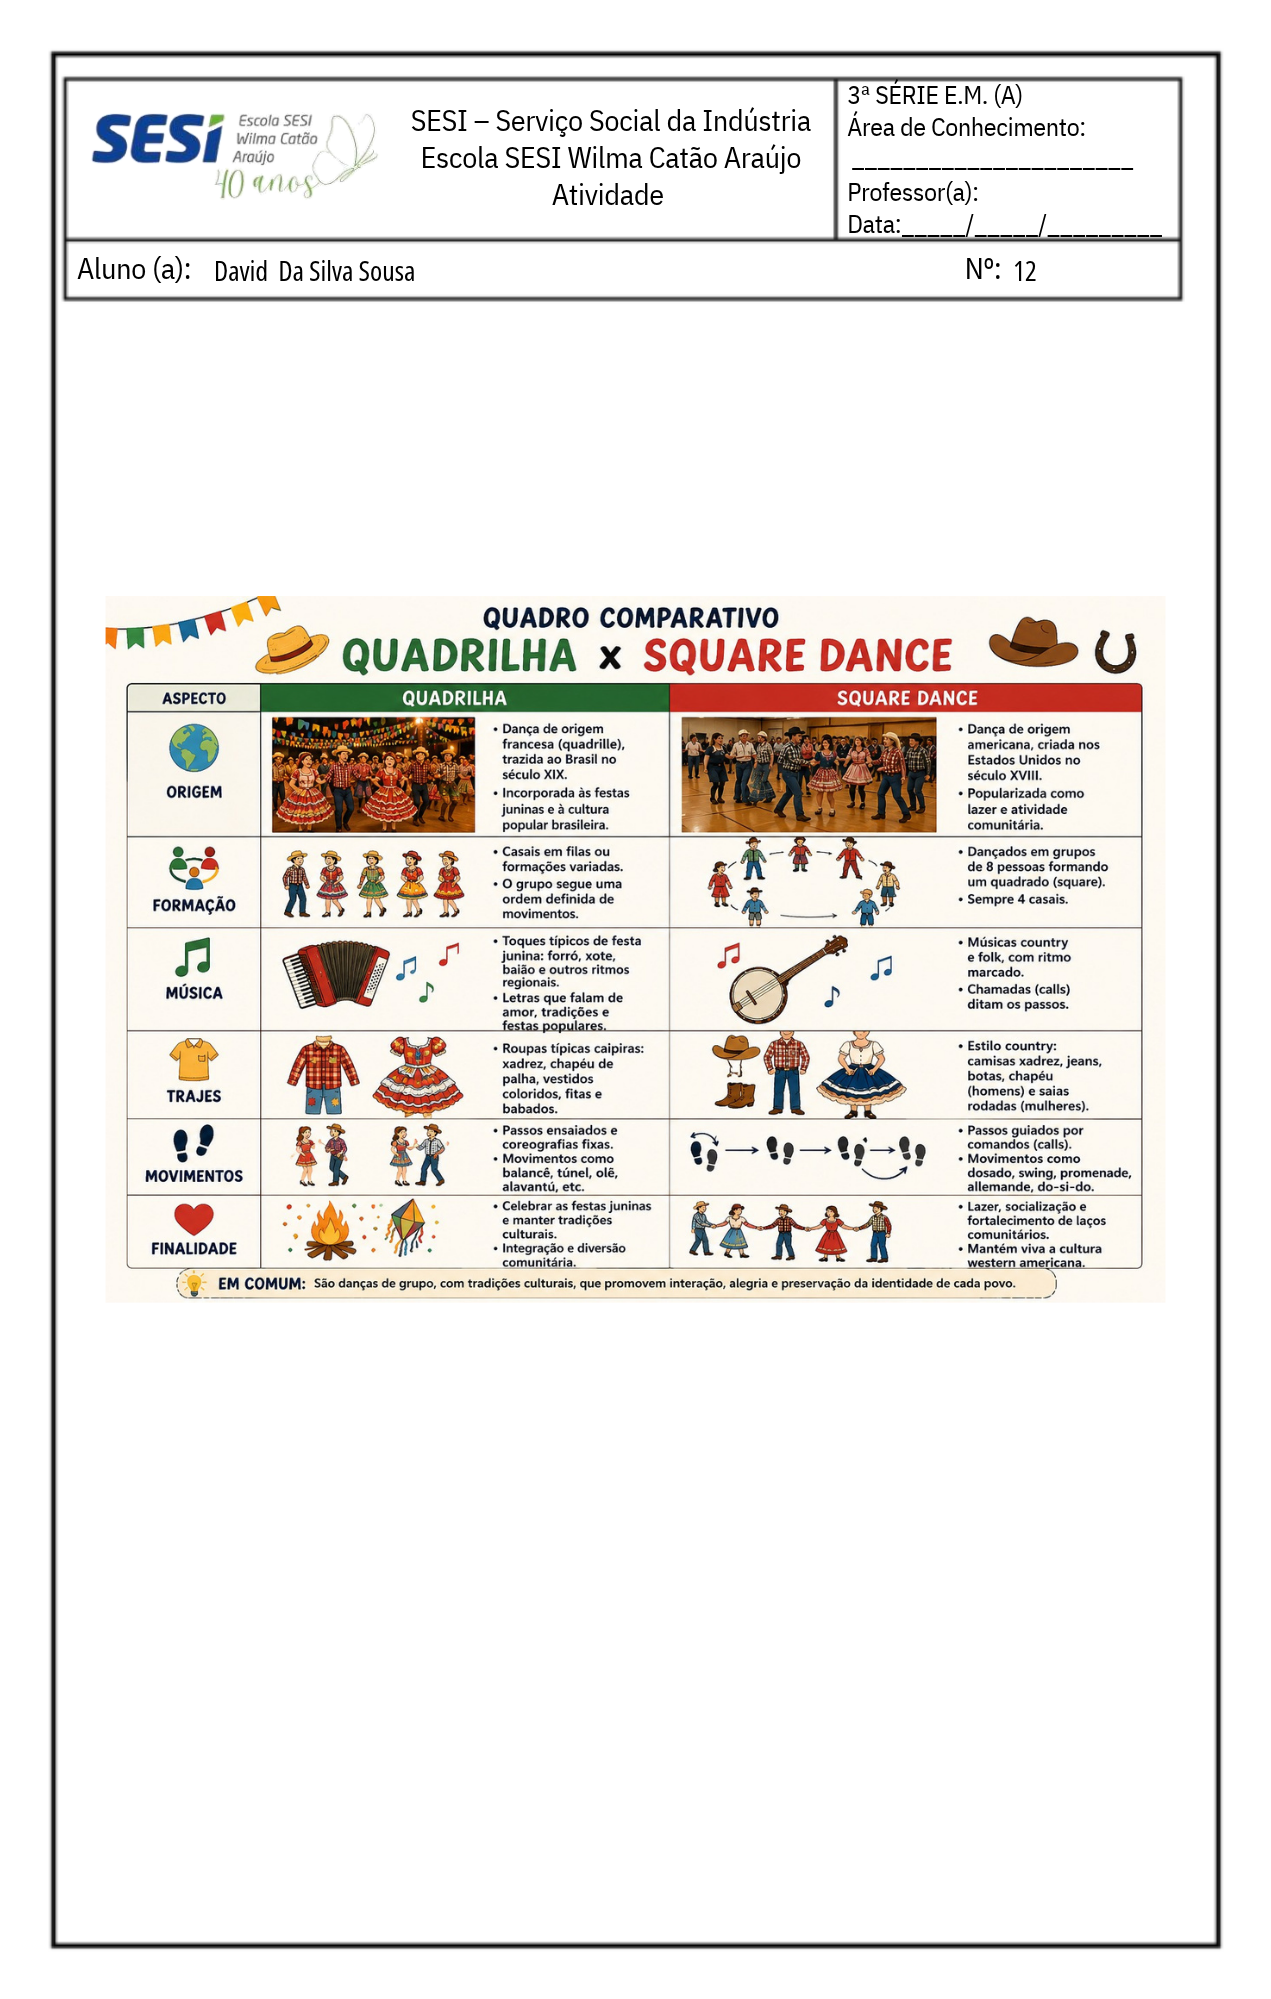 SESI
Escola SESI
Wilma Catão
Araújo
40 anos
SESI – Serviço Social da Indústria
Escola SESI Wilma Catão Araújo
Atividade
3ª SÉRIE E.M. (A)
Área de Conhecimento:
______________________
Professor(a):
Data:_____/_____/_________
Aluno (a): David Da Silva Sousa Nº: 12
QUADRO COMPARATIVO
QUADRILHA x SQUARE DANCE
ASPECTO QUADRILHA SQUARE DANCE
ORIGEM
• Dança de origem
francesa (quadrille),
trazida ao Brasil no
século XIX.
• Incorporada às festas
juninas e à cultura
popular brasileira.
• Dança de origem
americana, criada nos
Estados Unidos no
século XVIII.
• Popularizada como
lazer e atividade
comunitária.
FORMAÇÃO
• Casais em filas ou
formações variadas.
• O grupo segue uma
ordem definida de
movimentos.
• Dançados em grupos
de 8 pessoas formando
um quadrado (square).
• Sempre 4 casais.
MÚSICA
• Toques típicos de festa
junina: forró, xote,
baião e outros ritmos
regionais.
• Letras que falam de
amor, tradições e
festas populares.
• Músicas country
e folk, com ritmo
marcado.
• Chamadas (calls)
ditam os passos.
TRAJES
• Roupas típicas caipiras:
xadrez, chapéu de
palha, vestidos
coloridos, fitas e
babados.
• Estilo country:
camisas xadrez, jeans,
botas, chapéu
(homens) e saias
rodadas (mulheres).
MOVIMENTOS
• Passos ensaiados e
coreografias fixas.
• Movimentos como
balancê, túnel, olê,
alavantú, etc.
• Passos guiados por
comandos (calls).
• Movimentos como
dosado, swing, promenade,
allemande, do-si-do.
FINALIDADE
• Celebrar as festas juninas
e manter tradições
culturais.
• Integração e diversão
comunitária.
• Lazer, socialização e
fortalecimento de laços
comunitários.
• Mantém viva a cultura
western americana.
EM COMUM: São danças de grupo, com tradições culturais, que promovem interação, alegria e preservação da identidade de cada povo.